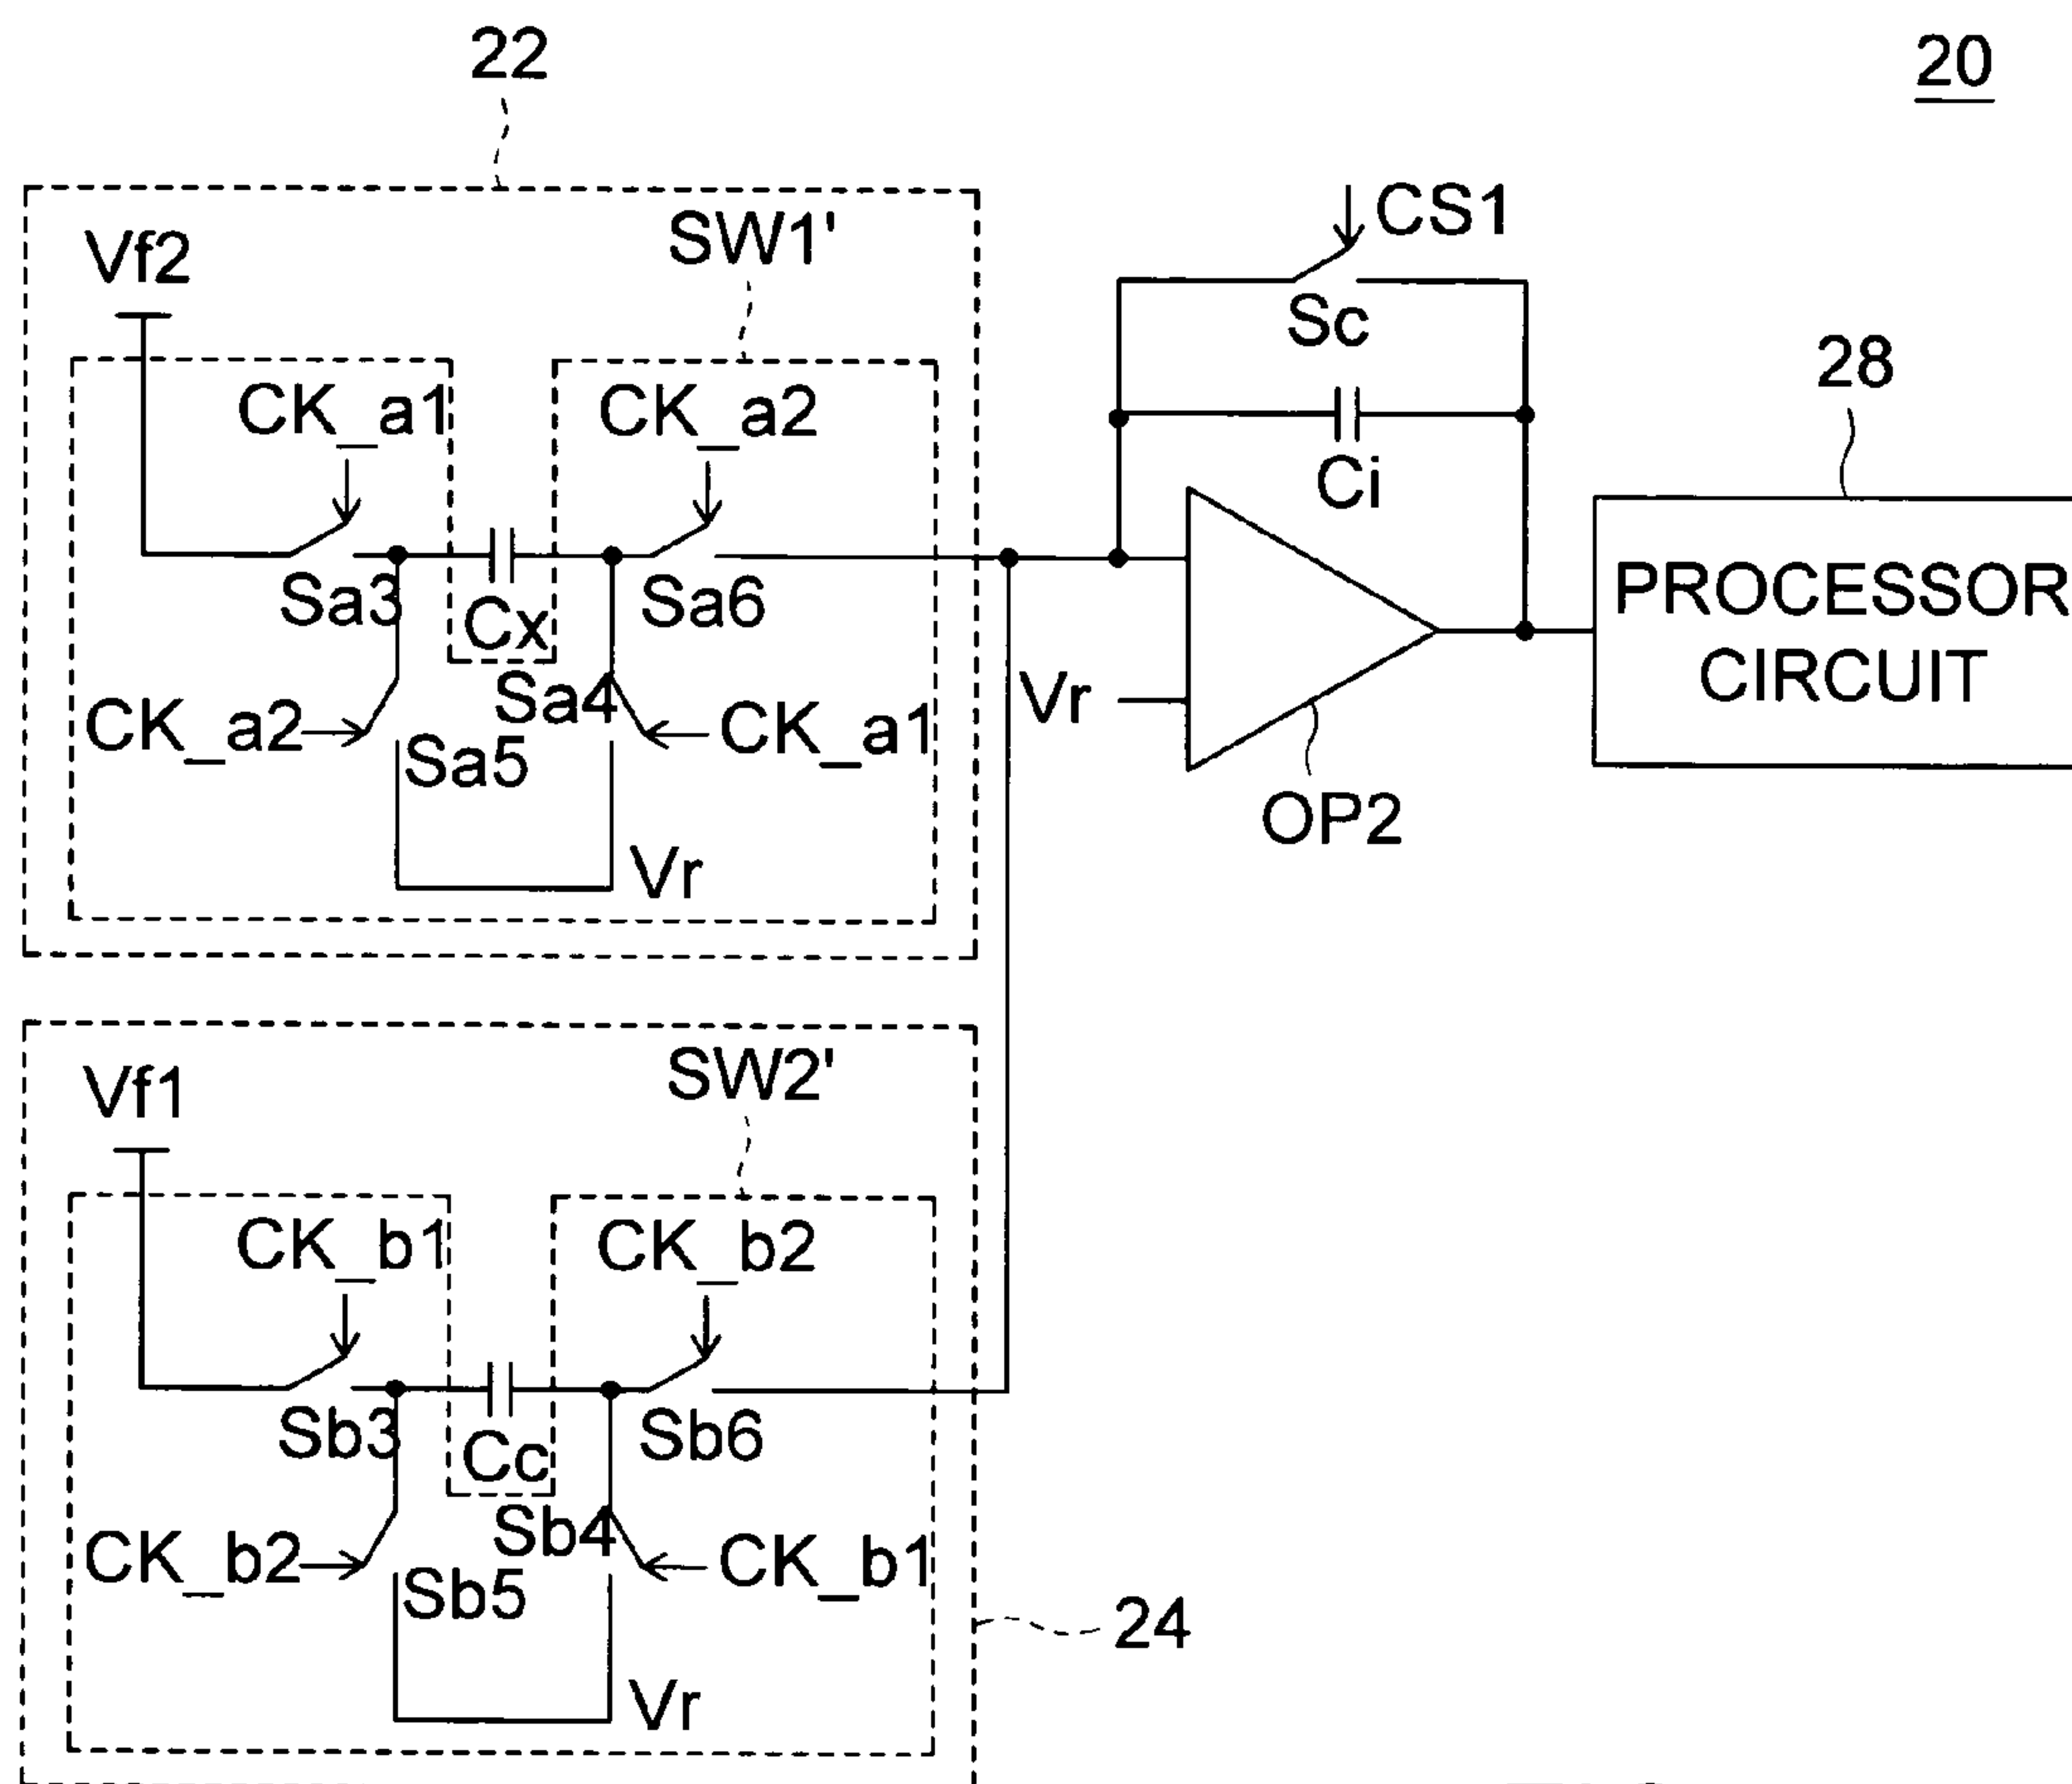 22
20
Vf2
SW1'
CS1
Sc
CK_a1
CK_a2
28
Ci
Sa3
Cx
Sa6
PROCESSOR
CIRCUIT
Sa4
Vr
CK_a2
CK_a1
Sa5
OP2
Vr
Vf1
SW2'
CK_b1
CK_b2
Sb3
Cc
Sb6
Sb4
CK_b2
CK_b1
Sb5
24
Vr